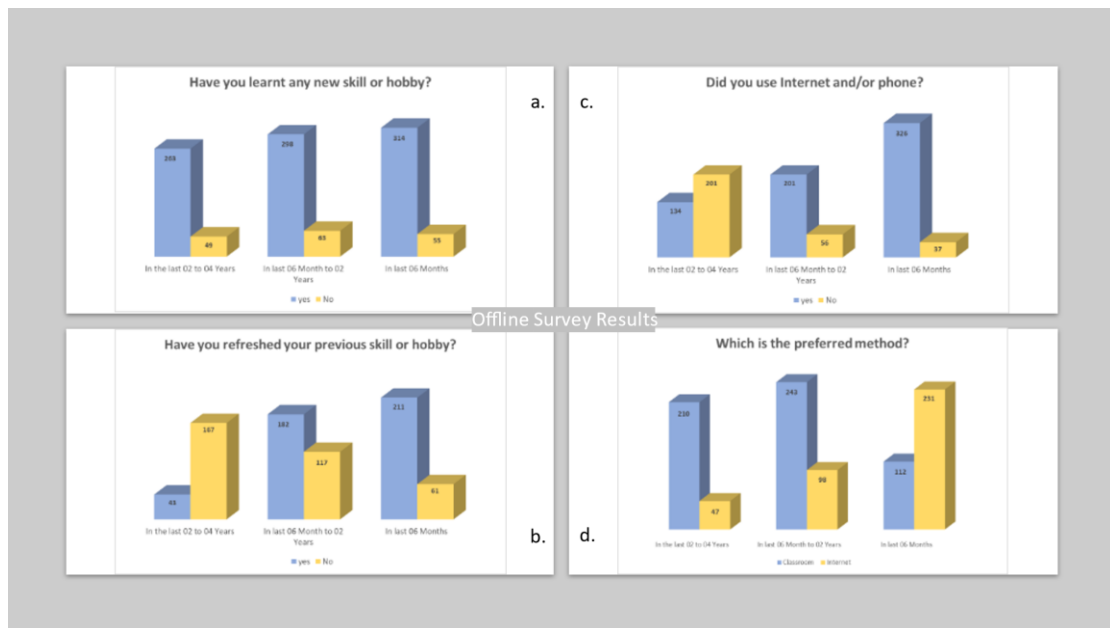 Have you learnt any new skill or hobby?
a.
49
298
314
55
In the last 02 to 04 Years
In last 06 Month to 02
Years
In last 06 Months
yes No
Did you use Internet and/or phone?
c.
134
201
201
56
37
In the last 02 to 04 Years
In last 06 Month to 02
Years
In last 06 Months
yes No
Offline Survey Results
Have you refreshed your previous skill or hobby?
b.
167
182
117
211
61
In the last 02 to 04 Years
In last 06 Month to 02
Years
In last 06 Months
yes No
Which is the preferred method?
d.
210
47
243
98
112
231
In the last 02 to 04 Years
In last 06 Month to 02 Years
In last 06 Months
Classroom Internet